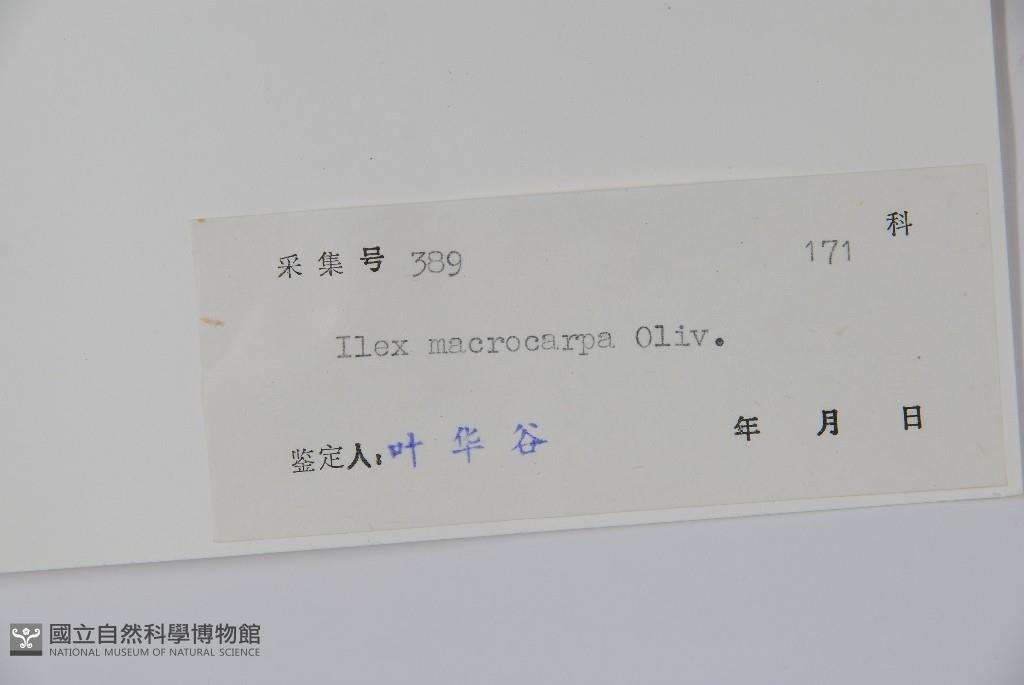 采集号 389 171 科
Ilex macrocarpa Oliv.
鉴定人:叶华谷 年 月 日
國立自然科學博物館
NATIONAL MUSEUM OF NATURAL SCIENCE